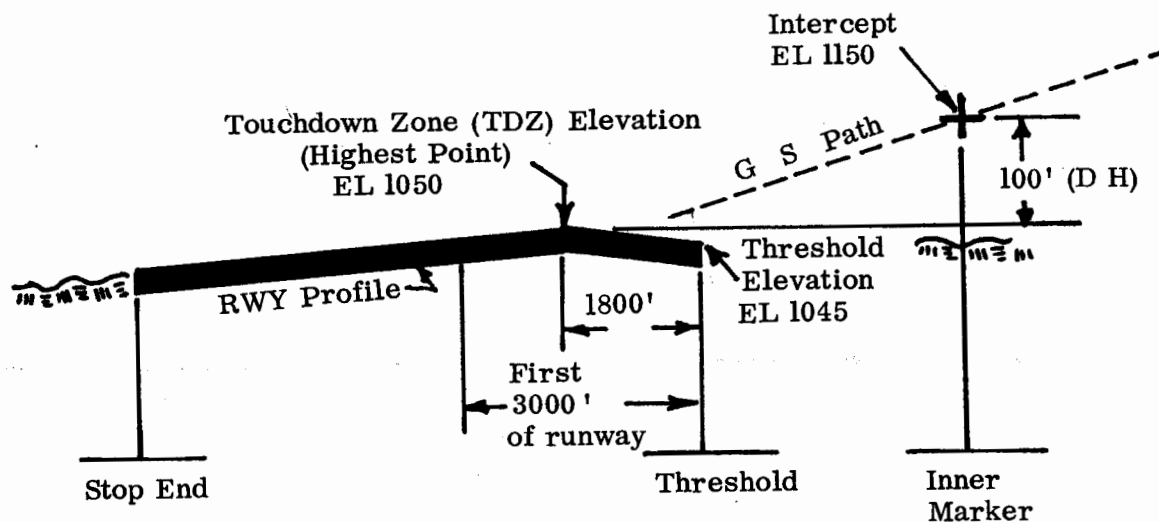 Intercept
EL 1150
Touchdown Zone (TDZ) Elevation
(Highest Point)
EL 1050
G S Path
100' (D H)
Threshold
Elevation
EL 1045
RWY Profile
1800'
First
3000'
of runway
Stop End
Threshold
Inner
Marker